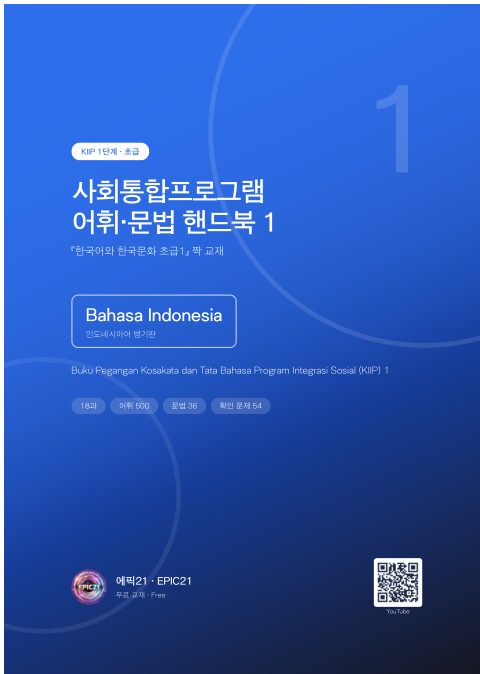 1
KIIP 1단계 · 초급
사회통합프로그램
어휘·문법 핸드북 1
『한국어와 한국문화 초급1』 짝 교재
Bahasa Indonesia
인도네시아어 병기판
Buku Pegangan Kosakata dan Tata Bahasa Program Integrasi Sosial (KIIP) 1
18과
어휘 500
문법 36
확인 문제 54
EPIC21
에픽21 · EPIC21
무료 교재 · Free
YouTube